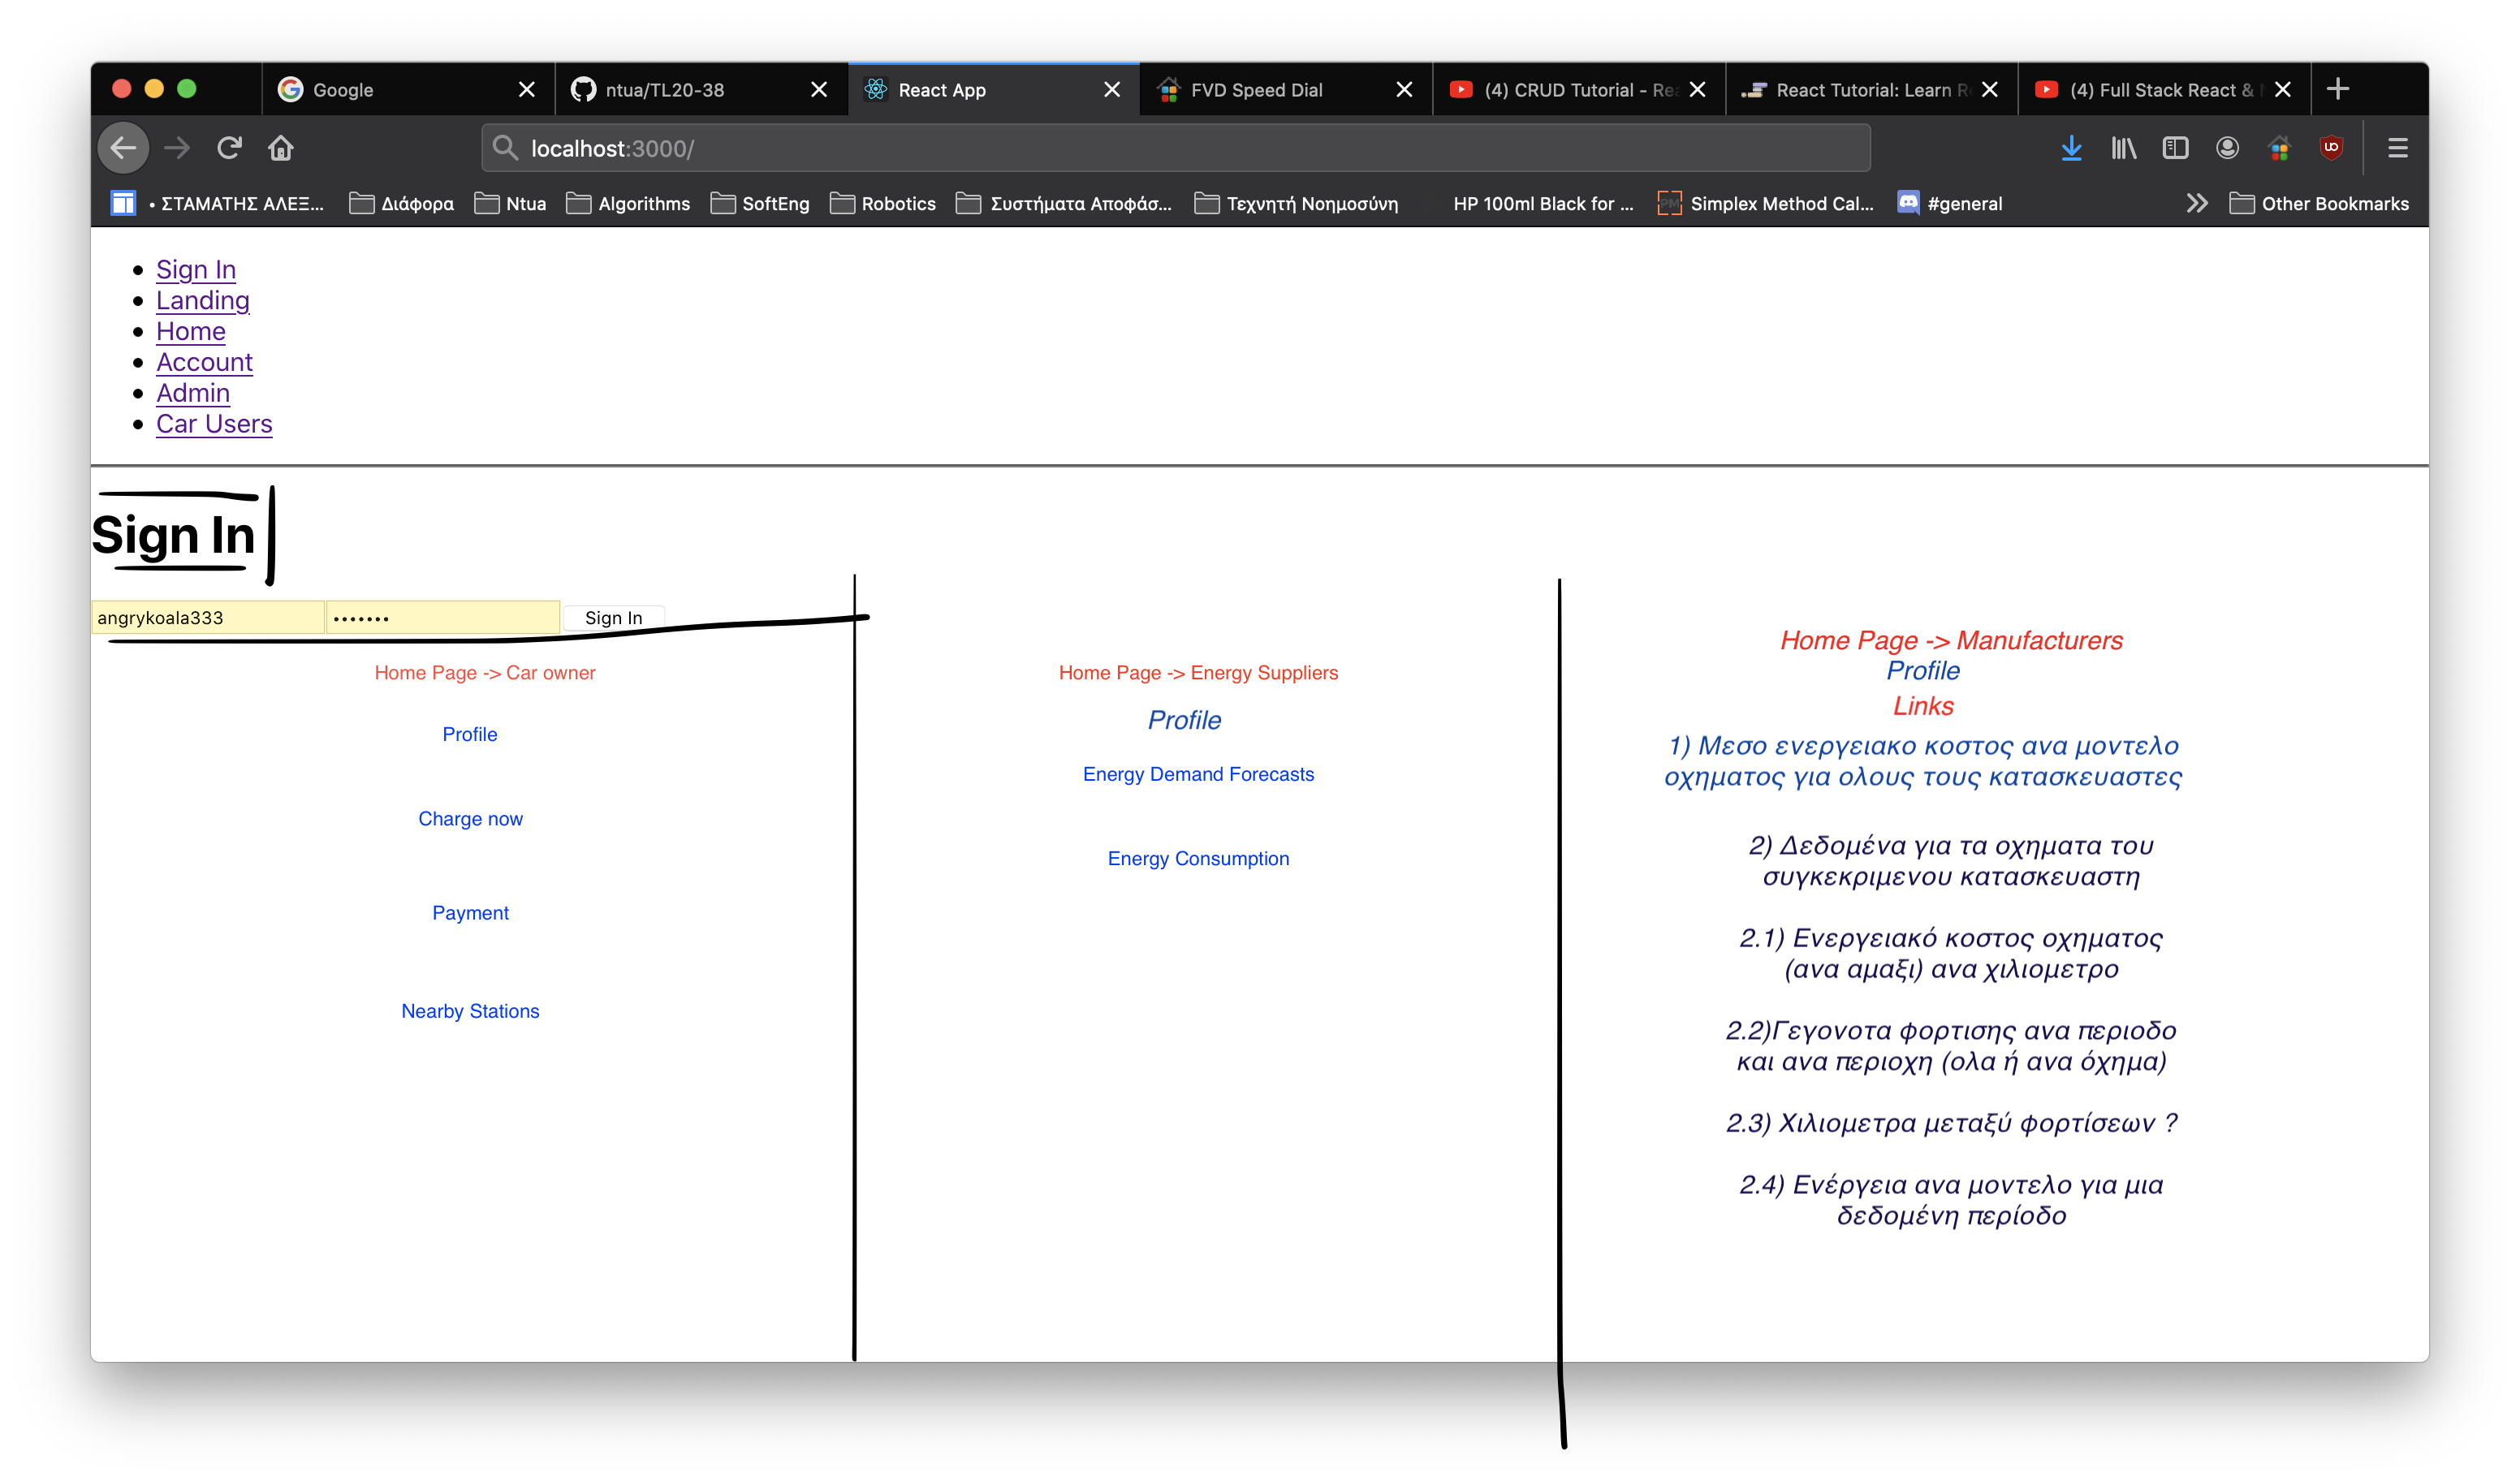 Google
ntua/TL20-38
React App
FVD Speed Dial
(4) CRUD Tutorial - Rea
React Tutorial: Learn R
(4) Full Stack React &
localhost:3000/
• ΣΤΑΜΑΤΗΣ ΑΛΕΞ...
Διάφορα
Ntua
Algorithms
SoftEng
Robotics
Συστήματα Αποφάσ...
Τεχνητή Νοημοσύνη
HP 100ml Black for ...
PM
Simplex Method Cal...
#general
Other Bookmarks
Sign In
Landing
Home
Account
Admin
Car Users
Sign In
angrykoala333
•••••••
Sign In
Home Page -> Car owner
Profile
Charge now
Payment
Nearby Stations
Home Page -> Energy Suppliers
Profile
Energy Demand Forecasts
Energy Consumption
Home Page -> Manufacturers
Profile
Links
1) Μεσο ενεργειακο κοστος ανα μοντελο
οχηματος για ολους τους κατασκευαστες
2) Δεδομένα για τα οχηματα του
συγκεκριμενου κατασκευαστη
2.1) Ενεργειακό κοστος οχηματος
(ανα αμαξι) ανα χιλιομετρο
2.2)Γεγονοτα φορτισης ανα περιοδο
και ανα περιοχη (ολα ή ανα όχημα)
2.3) Χιλιομετρα μεταξύ φορτίσεων ?
2.4) Ενέργεια ανα μοντελο για μια
δεδομένη περίοδο